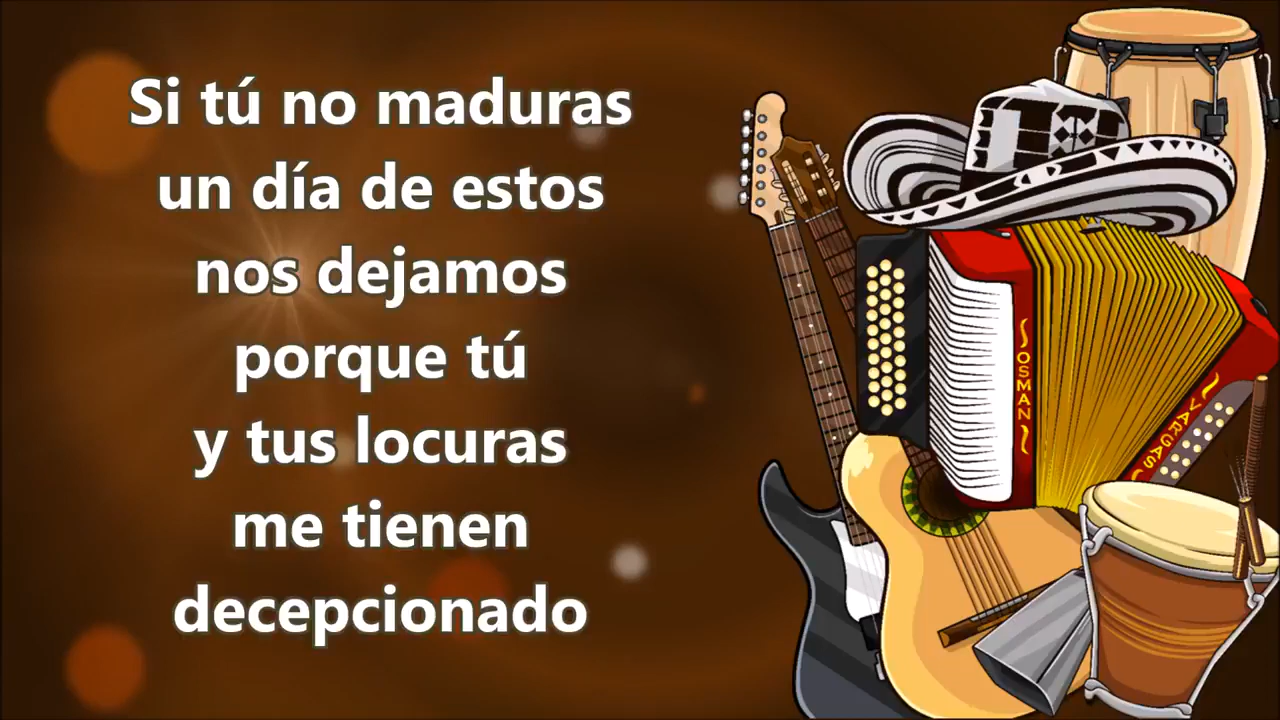 Si tú no maduras
un día de estos
nos dejamos
porque tú
y tus locuras
me tienen
decepcionado
OSMAN
VARGAS